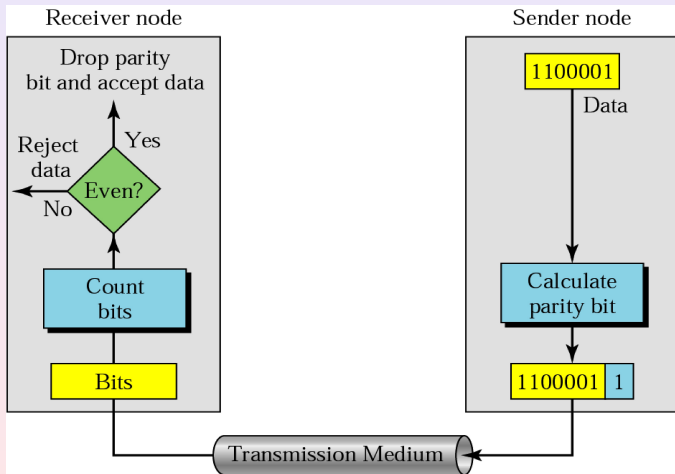 Receiver node
Drop parity
bit and accept data
Yes
Reject
data
No
Even?
Count
bits
Bits
Sender node
1100001
Data
Calculate
parity bit
1100001 1
Transmission Medium